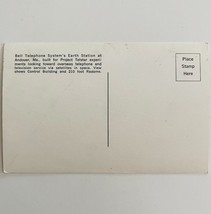 Bell Telephone System's Earth Station at
Andover, Me., built for Project Telstar experi-
ments looking toward overseas telephone and
television service via satellites in space. View
shows Control Building and 210 foot Radome.
Place
Stamp
Here